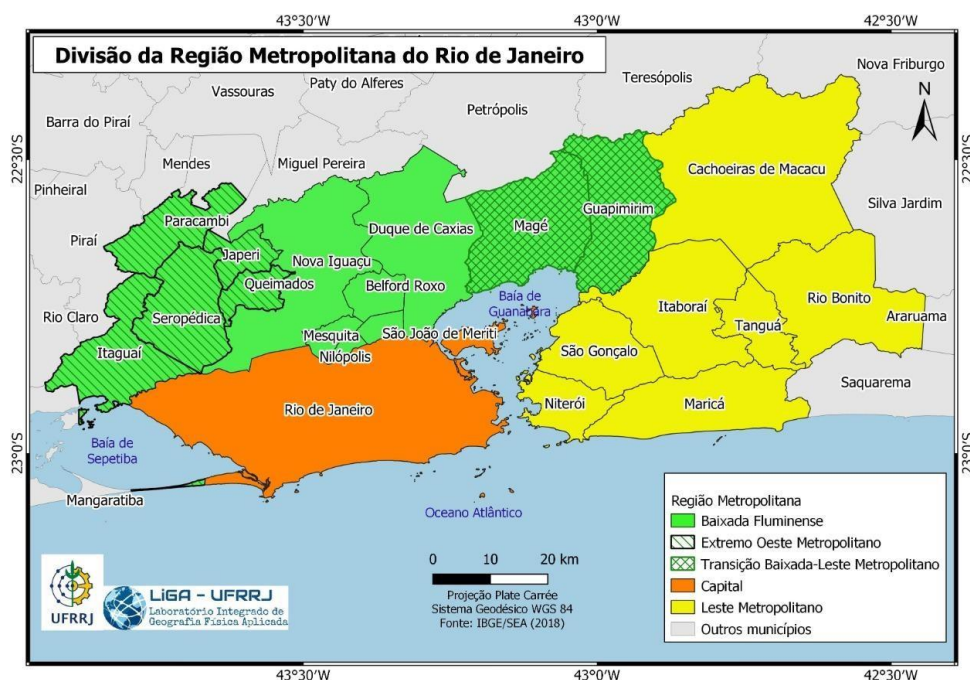 43°30'W
43°0'W
42°30'W
Divisão da Região Metropolitana do Rio de Janeiro
Nova Friburgo
Teresópolis
Paty do Alferes
Vassouras
Petrópolis
N
Barra do Piraí
22°30'S
22°30'S
Mendes
Miguel Pereira
Cachoeiras de Macacu
Pinheiral
Silva Jardim
Guapimirim
Paracambi
Magé
Duque de Caxias
Piraí
Japeri
Nova Iguaçu
Queimados
Belford Roxo
Baía de
Guanabara
Itaboraí
Rio Bonito
Rio Claro
Seropédica
Araruama
Tanguá
Mesquita
São João de Meriti
Itaguaí
Nilópolis
São Gonçalo
Saquarema
Rio de Janeiro
Niterói
Maricá
Baía de
Sepetiba
23°0'S
23°0'S
Mangaratiba
Oceano Atlântico
Região Metropolitana
Baixada Fluminense
Extremo Oeste Metropolitano
Transição Baixada-Leste Metropolitano
Capital
Leste Metropolitano
Outros municípios
0 10 20 km
Projeção Plate Carrée
Sistema Geodésico WGS 84
Fonte: IBGE/SEA (2018)
UFRRJ
LiGA - UFRRJ
Laboratório Integrado de
Geografia Física Aplicada
43°30'W
43°0'W
42°30'W